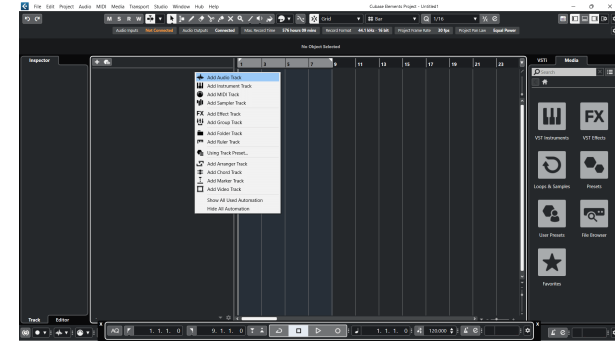 File Edit Project Audio MIDI Media Transport Studio Window Hub Help
Cubase Elements Project - Untitled1
M S R W
Grid
Bar
Q 1/16
Audio Inputs Not Connected Audio Outputs Connected Max. Record Time 576 hours 09 mins Record Format 44.1 kHz - 16 bit Project Frame Rate 30 fps Project Pan Law Equal Power
No Object Selected
Inspector
1 3 5 7 9 11 13 15 17 19 21 23
VSTi Media
Search
Add Audio Track
Add Instrument Track
Add MIDI Track
Add Sampler Track
FX Add Effect Track
Add Group Track
Add Folder Track
Add Ruler Track
Using Track Preset...
Add Arranger Track
Add Chord Track
Add Marker Track
Add Video Track
Show All Used Automation
Hide All Automation
FX
VST Instruments VST Effects
Loops & Samples Presets
User Presets File Browser
Favorites
Track Editor
AQ 1. 1. 1. 0 9. 1. 1. 0 1. 1. 1. 0 120.000